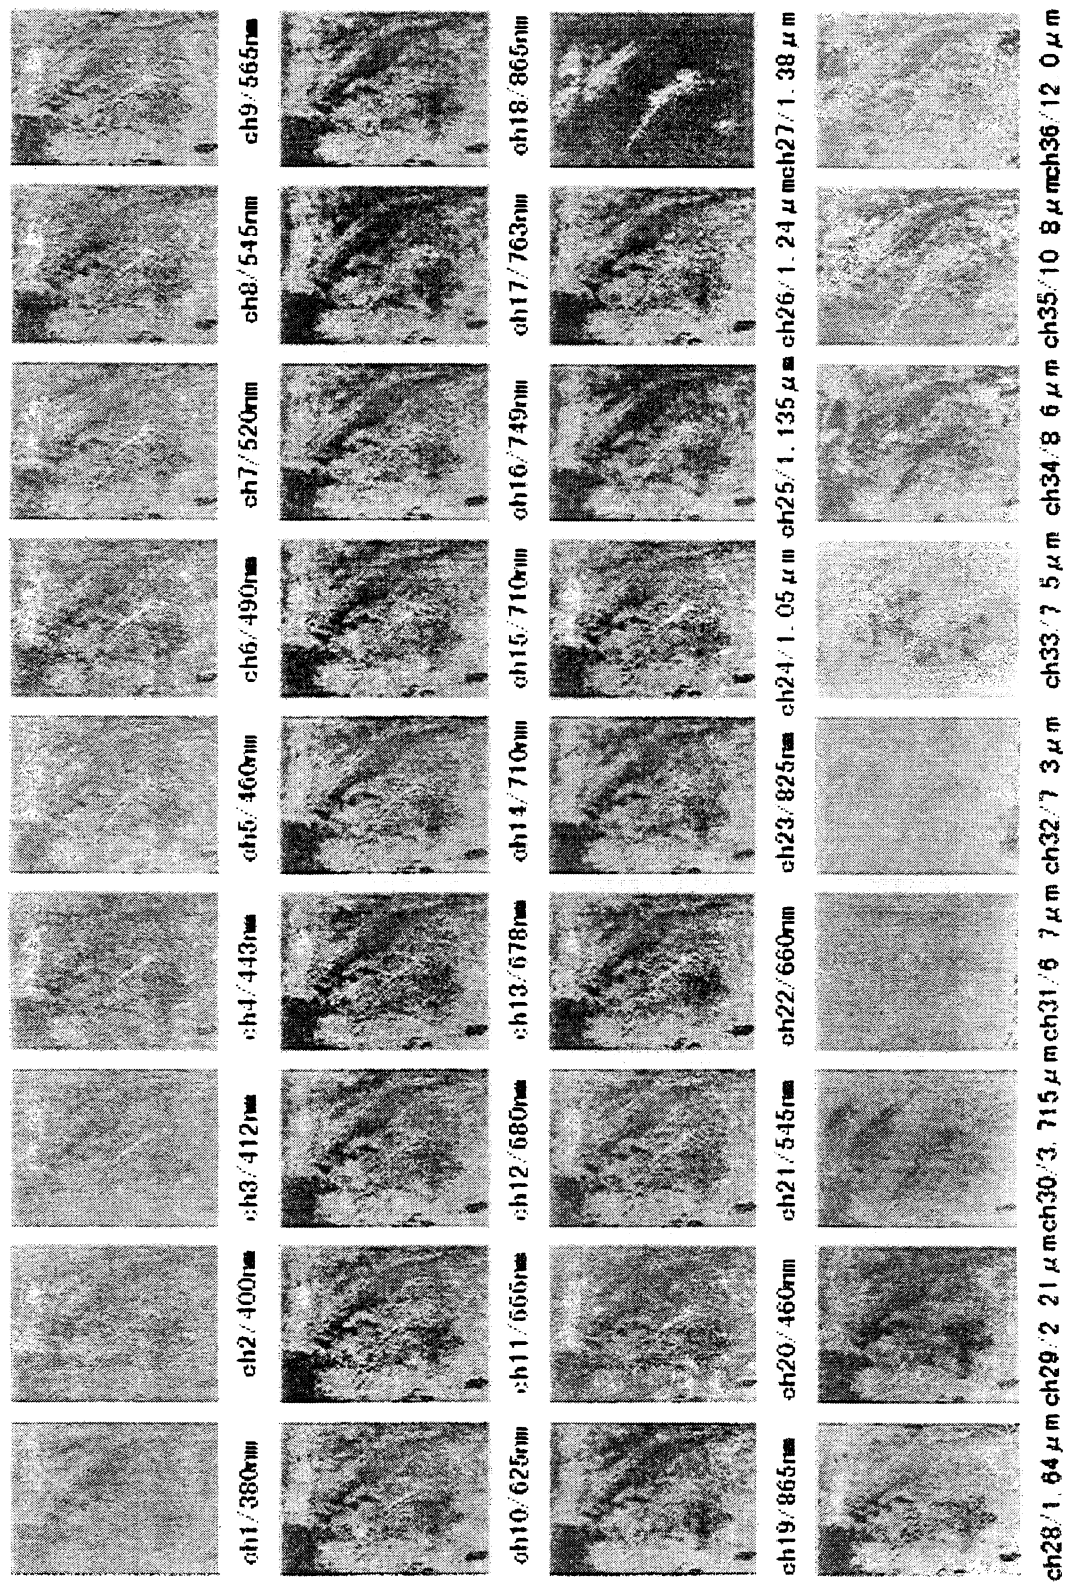 ch1/380nm ch2/400nm ch3/412nm ch4/443nm ch5/460nm ch6/490nm ch7/520nm ch8/545nm ch9/565nm
ch10/625nm ch11/666nm ch12/680nm ch13/678nm ch14/710nm ch15/710nm ch16/749nm ch17/763nm ch18/865nm
ch19/865nm ch20/460nm ch21/545nm ch22/660nm ch23/825nm ch24/1.05μm ch25/1.135μm ch26/1.24μm ch27/1.38μm
ch28/1.64μm ch29/2 21μm ch30/3.715μm ch31/6 7μm ch32/7 3μm ch33/7 5μm ch34/8 6μm ch35/10 8μm ch36/12 0μm